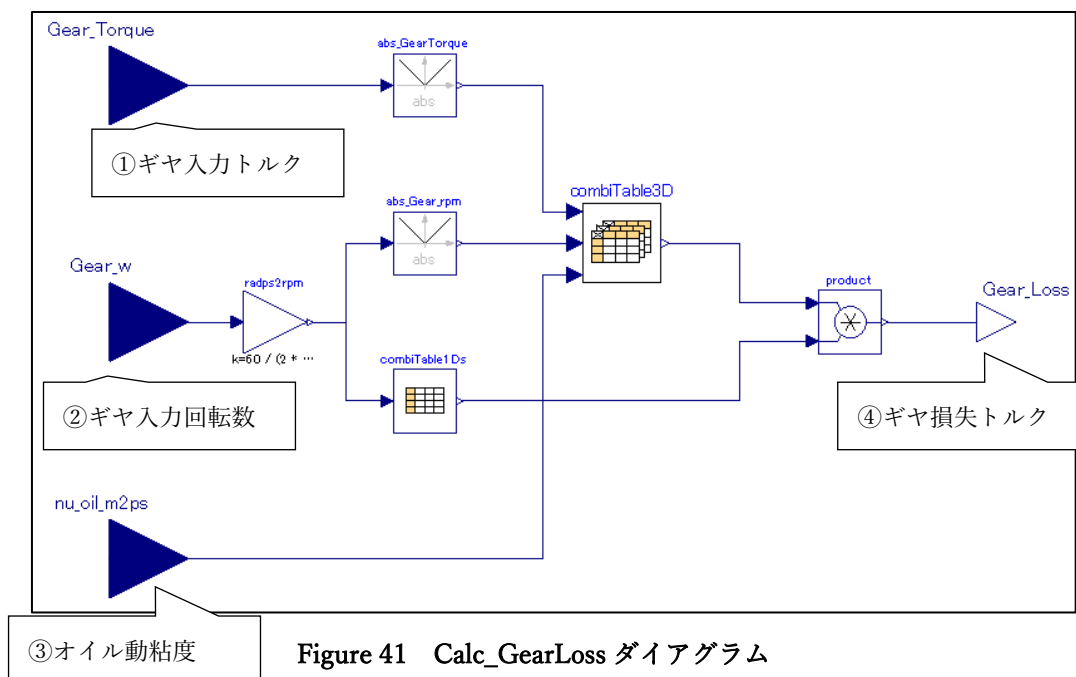 Gear_Torque
abs_GearTorque
abs
①ギヤ入力トルク
combiTable3D
abs_Gear_rpm
abs
Gear_w
radps2rpm
k=60 / (2 * ...
product
Gear_Loss
combiTable1Ds
②ギヤ入力回転数
④ギヤ損失トルク
nu_oil_m2ps
③オイル動粘度
Figure 41 Calc_GearLoss ダイアグラム